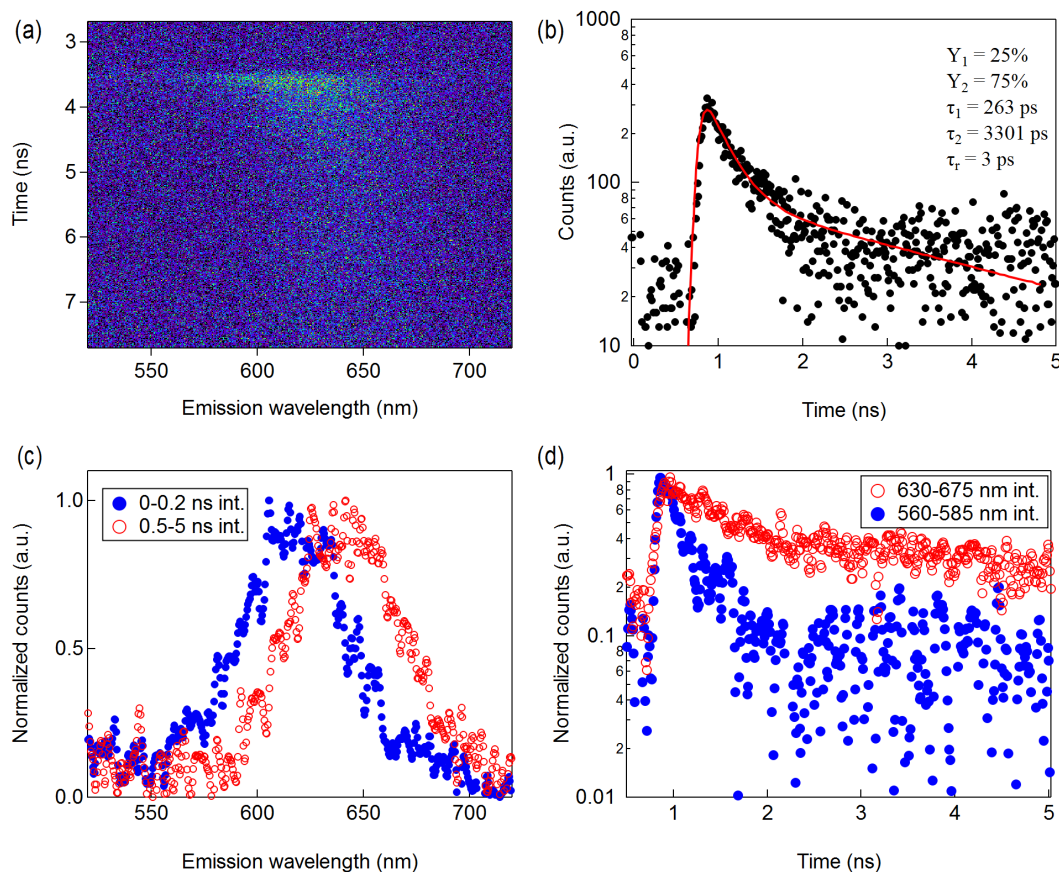 (a)
3
4
5
6
7
Time (ns)
550
600
650
700
Emission wavelength (nm)
(b)
1000
8
6
4
2
100
8
6
4
2
10
Counts (a.u.)
Y₁ = 25%
Y₂ = 75%
τ₁ = 263 ps
τ₂ = 3301 ps
τᵣ = 3 ps
0
1
2
3
4
5
Time (ns)
(c)
1.0
0.5
0.0
Normalized counts (a.u.)
0-0.2 ns int.
0.5-5 ns int.
550
600
650
700
Emission wavelength (nm)
(d)
1
8
6
4
2
0.1
8
6
4
2
0.01
Normalized counts (a.u.)
630-675 nm int.
560-585 nm int.
1
2
3
4
5
Time (ns)